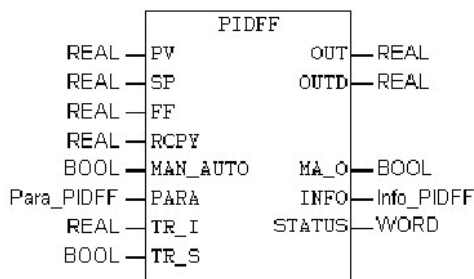 PIDFF
REAL PV OUT REAL
REAL SP OUTD REAL
REAL FF
REAL RCPY
BOOL MAN_AUTO MA_O BOOL
Para_PIDFF PARA INFO Info_PIDFF
REAL TR_I STATUS WORD
BOOL TR_S